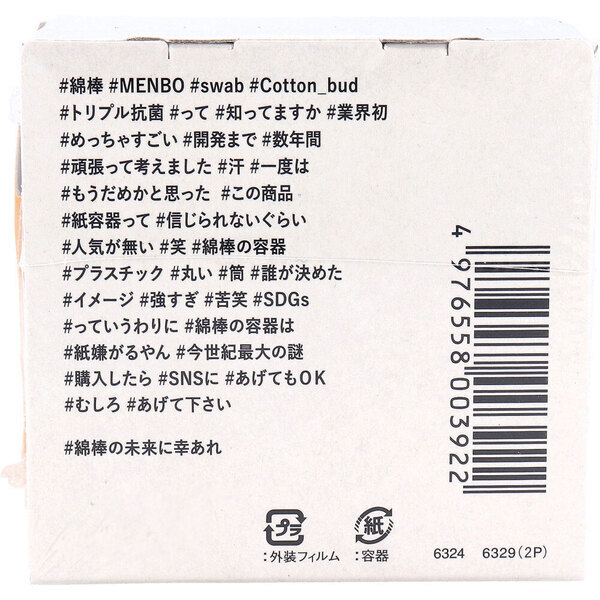 #綿棒 #MENBO #swab #Cotton_bud
#トリプル抗菌 #って #知ってますか #業界初
#めっちゃすごい #開発まで #数年間
#頑張って考えました #汗 #一度は
#もうだめかと思った #この商品
#紙容器って #信じられないぐらい
#人気が無い #笑 #綿棒の容器
#プラスチック #丸い #筒 #誰が決めた
#イメージ #強すぎ #苦笑 #SDGs
#っていうわりに #綿棒の容器は
#紙嫌がるやん #今世紀最大の謎
#購入したら #SNSに #あげてもOK
#むしろ #あげて下さい
#綿棒の未来に幸あれ
4 976558 003922
プラ 紙
:外装フィルム :容器 6324 6329(2P)